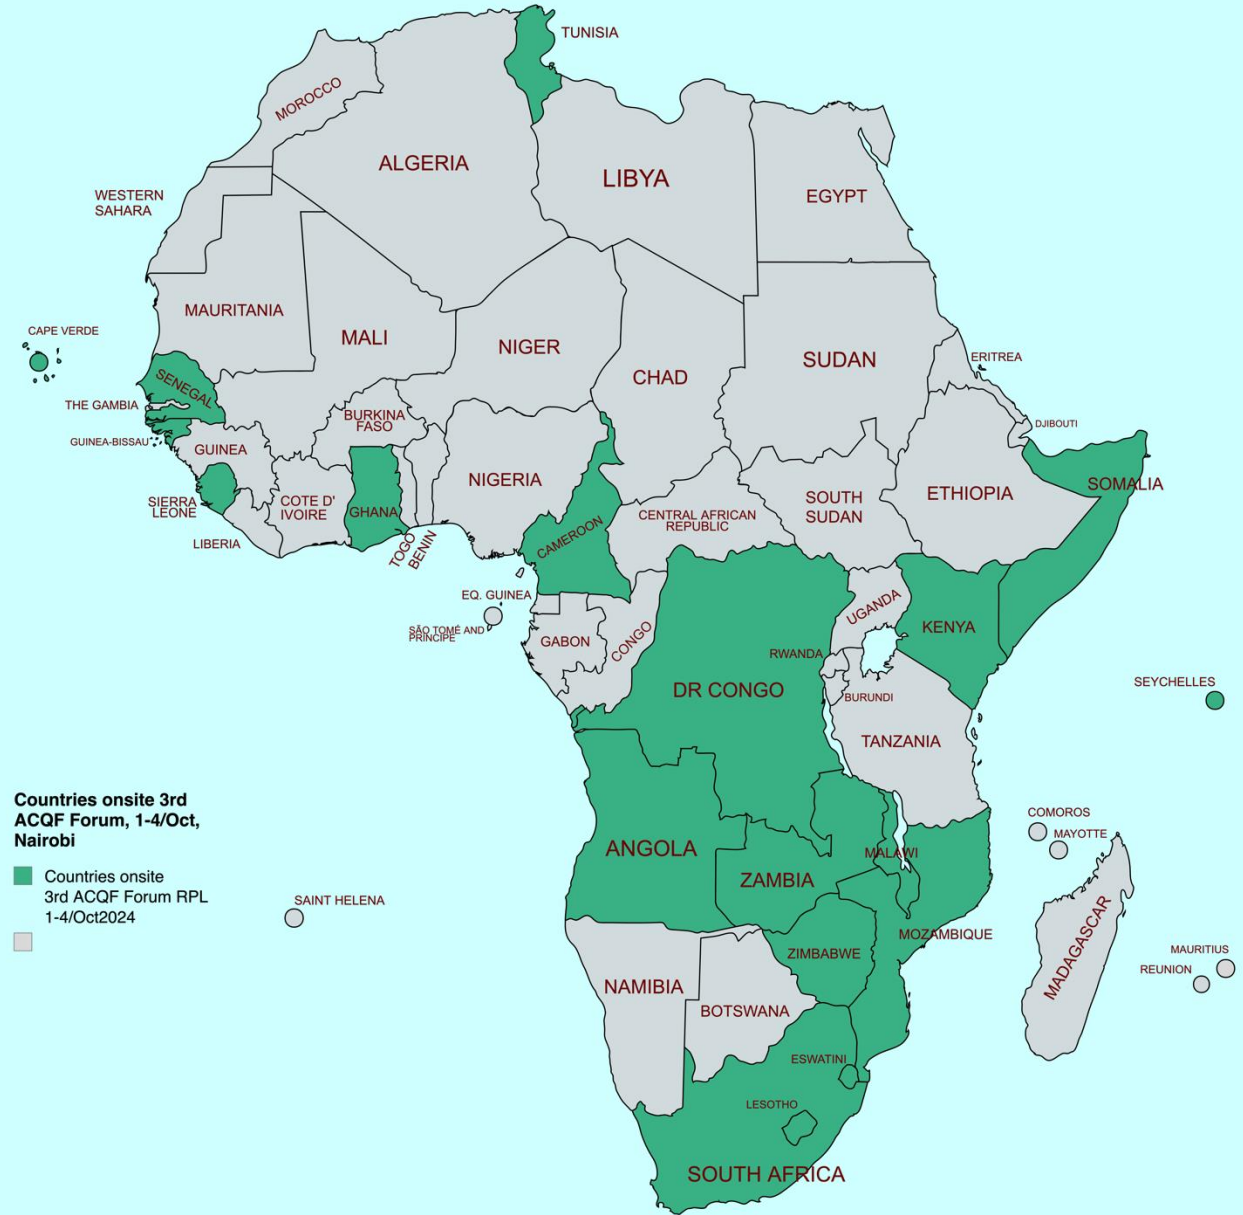 TUNISIA
MOROCCO
ALGERIA
LIBYA
EGYPT
WESTERN
SAHARA
MAURITANIA
MALI
NIGER
CHAD
SUDAN
ERITREA
CAPE VERDE
SENEGAL
THE GAMBIA
GUINEA-BISSAU
GUINEA
BURKINA
FASO
DJIBOUTI
SIERRA
LEONE
COTE D'
IVOIRE
GHANA
NIGERIA
SOUTH
SUDAN
ETHIOPIA
SOMALIA
LIBERIA
TOGO
BENIN
CAMEROON
CENTRAL AFRICAN
REPUBLIC
EQ. GUINEA
SÃO TOMÉ AND
PRINCIPE
GABON
CONGO
UGANDA
KENYA
RWANDA
DR CONGO
BURUNDI
SEYCHELLES
TANZANIA
Countries onsite 3rd
ACQF Forum, 1-4/Oct,
Nairobi
Countries onsite
3rd ACQF Forum RPL
1-4/Oct2024
COMOROS
MAYOTTE
ANGOLA
MALAWI
ZAMBIA
SAINT HELENA
MOZAMBIQUE
MADAGASCAR
ZIMBABWE
MAURITIUS
REUNION
NAMIBIA
BOTSWANA
ESWATINI
LESOTHO
SOUTH AFRICA